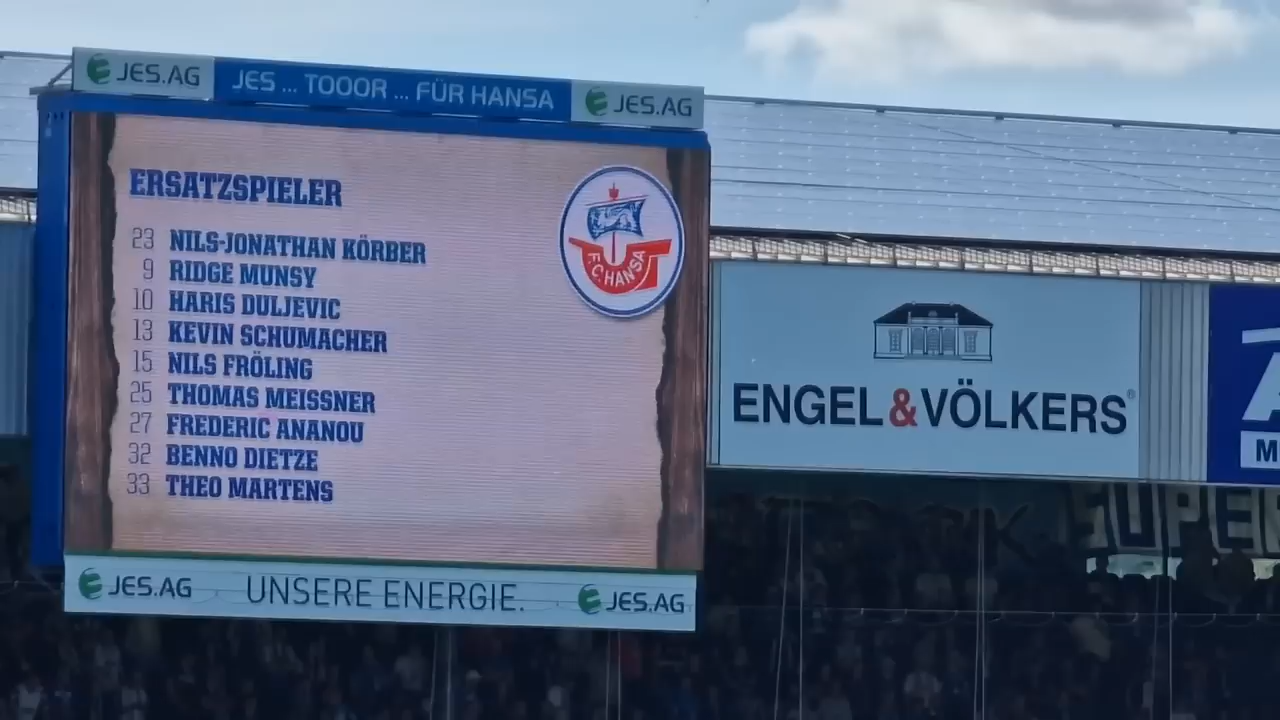 JES.AG JES ... TOOOR ... FÜR HANSA JES.AG
ERSATZSPIELER
23 NILS-JONATHAN KÖRBER
9 RIDGE MUNSY
10 HARIS DULJEVIC
13 KEVIN SCHUMACHER
15 NILS FRÖLING
25 THOMAS MEISSNER
27 FREDERIC ANANOU
32 BENNO DIETZE
33 THEO MARTENS
F.C. HANSA
JES.AG UNSERE ENERGIE. JES.AG
ENGEL&VÖLKERS®